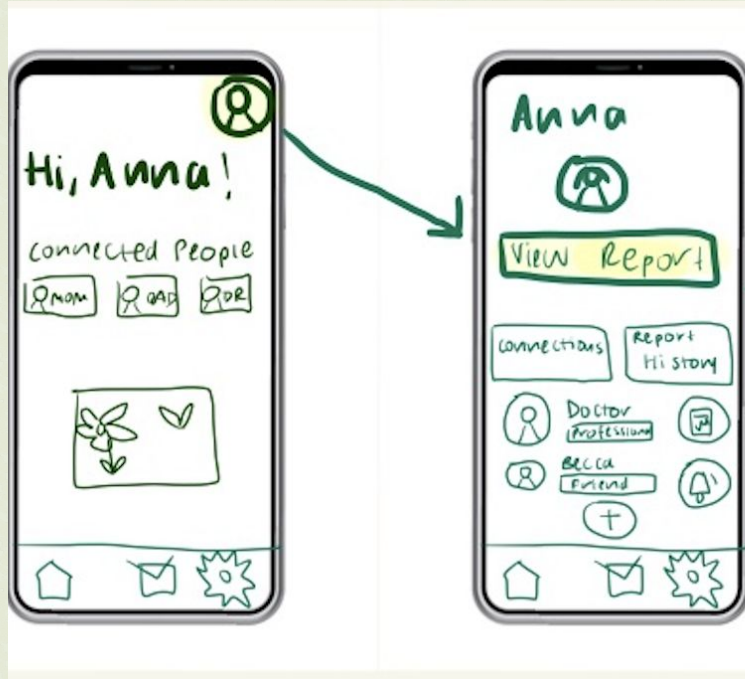 Hi, Anna!
Connected People
MOM
DAD
DR
Anna
View Report
Connections
Report
History
Doctor
Professional
Becca
Friend